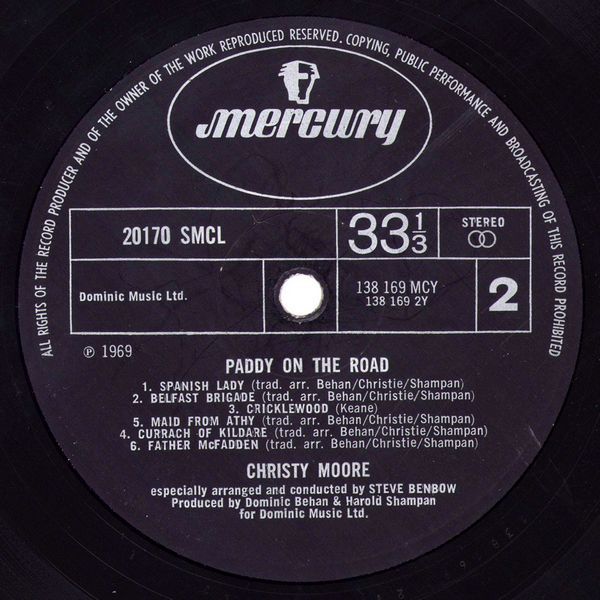 ALL RIGHTS OF THE RECORD PRODUCER AND OF THE OWNER OF THE WORK REPRODUCED RESERVED. COPYING, PUBLIC PERFORMANCE AND BROADCASTING OF THIS RECORD PROHIBITED
mercury
20170 SMCL
33 1/3
STEREO
Dominic Music Ltd.
138 169 MCY
138 169 2Y
2
℗ 1969
PADDY ON THE ROAD
1. SPANISH LADY (trad. arr. Behan/Christie/Shampan)
2. BELFAST BRIGADE (trad. arr. Behan/Christie/Shampan)
3. CRICKLEWOOD (Keane)
5. MAID FROM ATHY (trad. arr. Behan/Christie/Shampan)
4. CURRACH OF KILDARE (trad. arr. Behan/Christie/Shampan)
6. FATHER McFADDEN (trad. arr. Behan/Christie/Shampan)
CHRISTY MOORE
especially arranged and conducted by STEVE BENBOW
Produced by Dominic Behan & Harold Shampan
for Dominic Music Ltd.